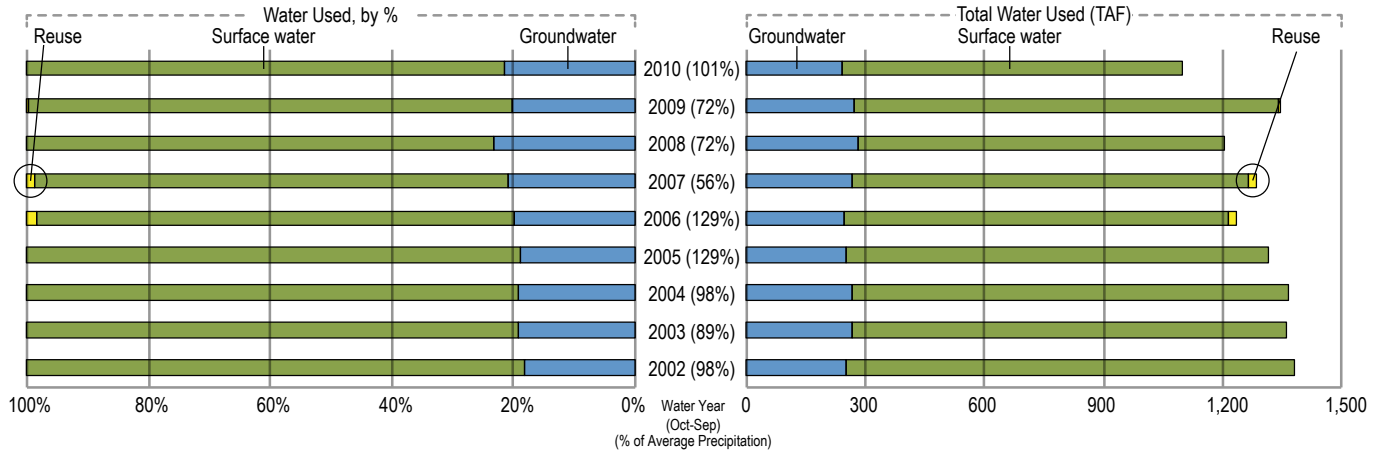 Water Used, by %
Total Water Used (TAF)
Reuse
Surface water
Groundwater
Groundwater
Surface water
Reuse
2010 (101%)
2009 (72%)
2008 (72%)
2007 (56%)
2006 (129%)
2005 (129%)
2004 (98%)
2003 (89%)
2002 (98%)
100%
80%
60%
40%
20%
0%
Water Year
(Oct-Sep)
(% of Average Precipitation)
0
300
600
900
1,200
1,500